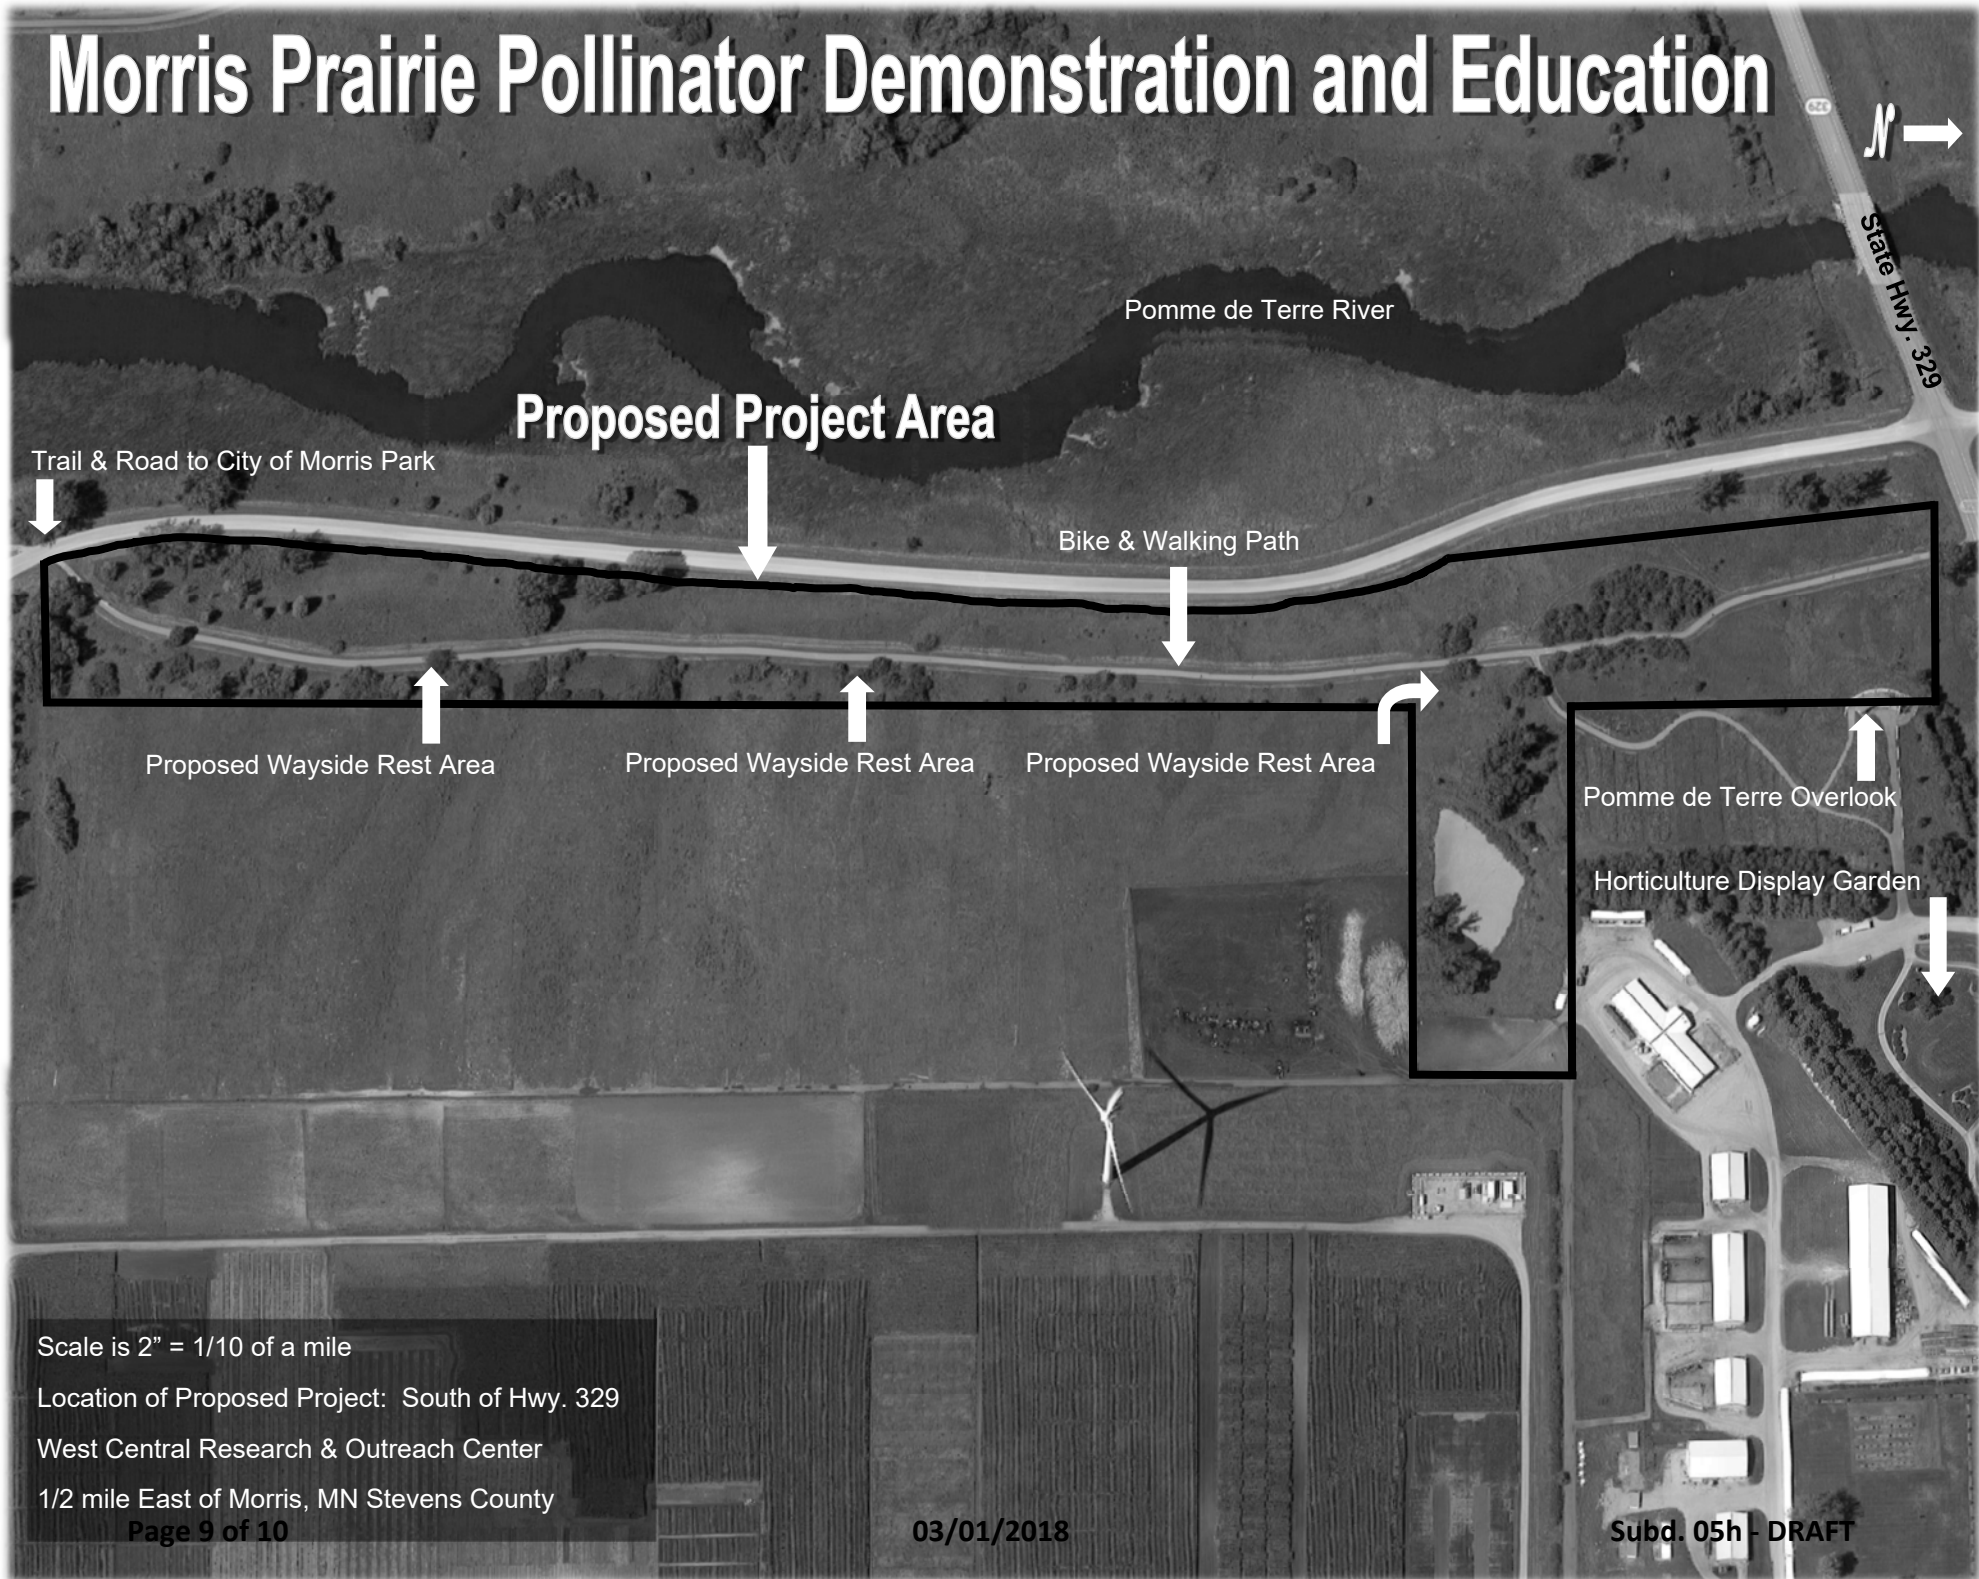 Morris Prairie Pollinator Demonstration and Education
329
N
State Hwy. 329
Pomme de Terre River
Proposed Project Area
Trail & Road to City of Morris Park
Bike & Walking Path
Proposed Wayside Rest Area
Proposed Wayside Rest Area
Proposed Wayside Rest Area
Pomme de Terre Overlook
Horticulture Display Garden
Scale is 2” = 1/10 of a mile
Location of Proposed Project: South of Hwy. 329
West Central Research & Outreach Center
1/2 mile East of Morris, MN Stevens County
Page 9 of 10
03/01/2018
Subd. 05h - DRAFT